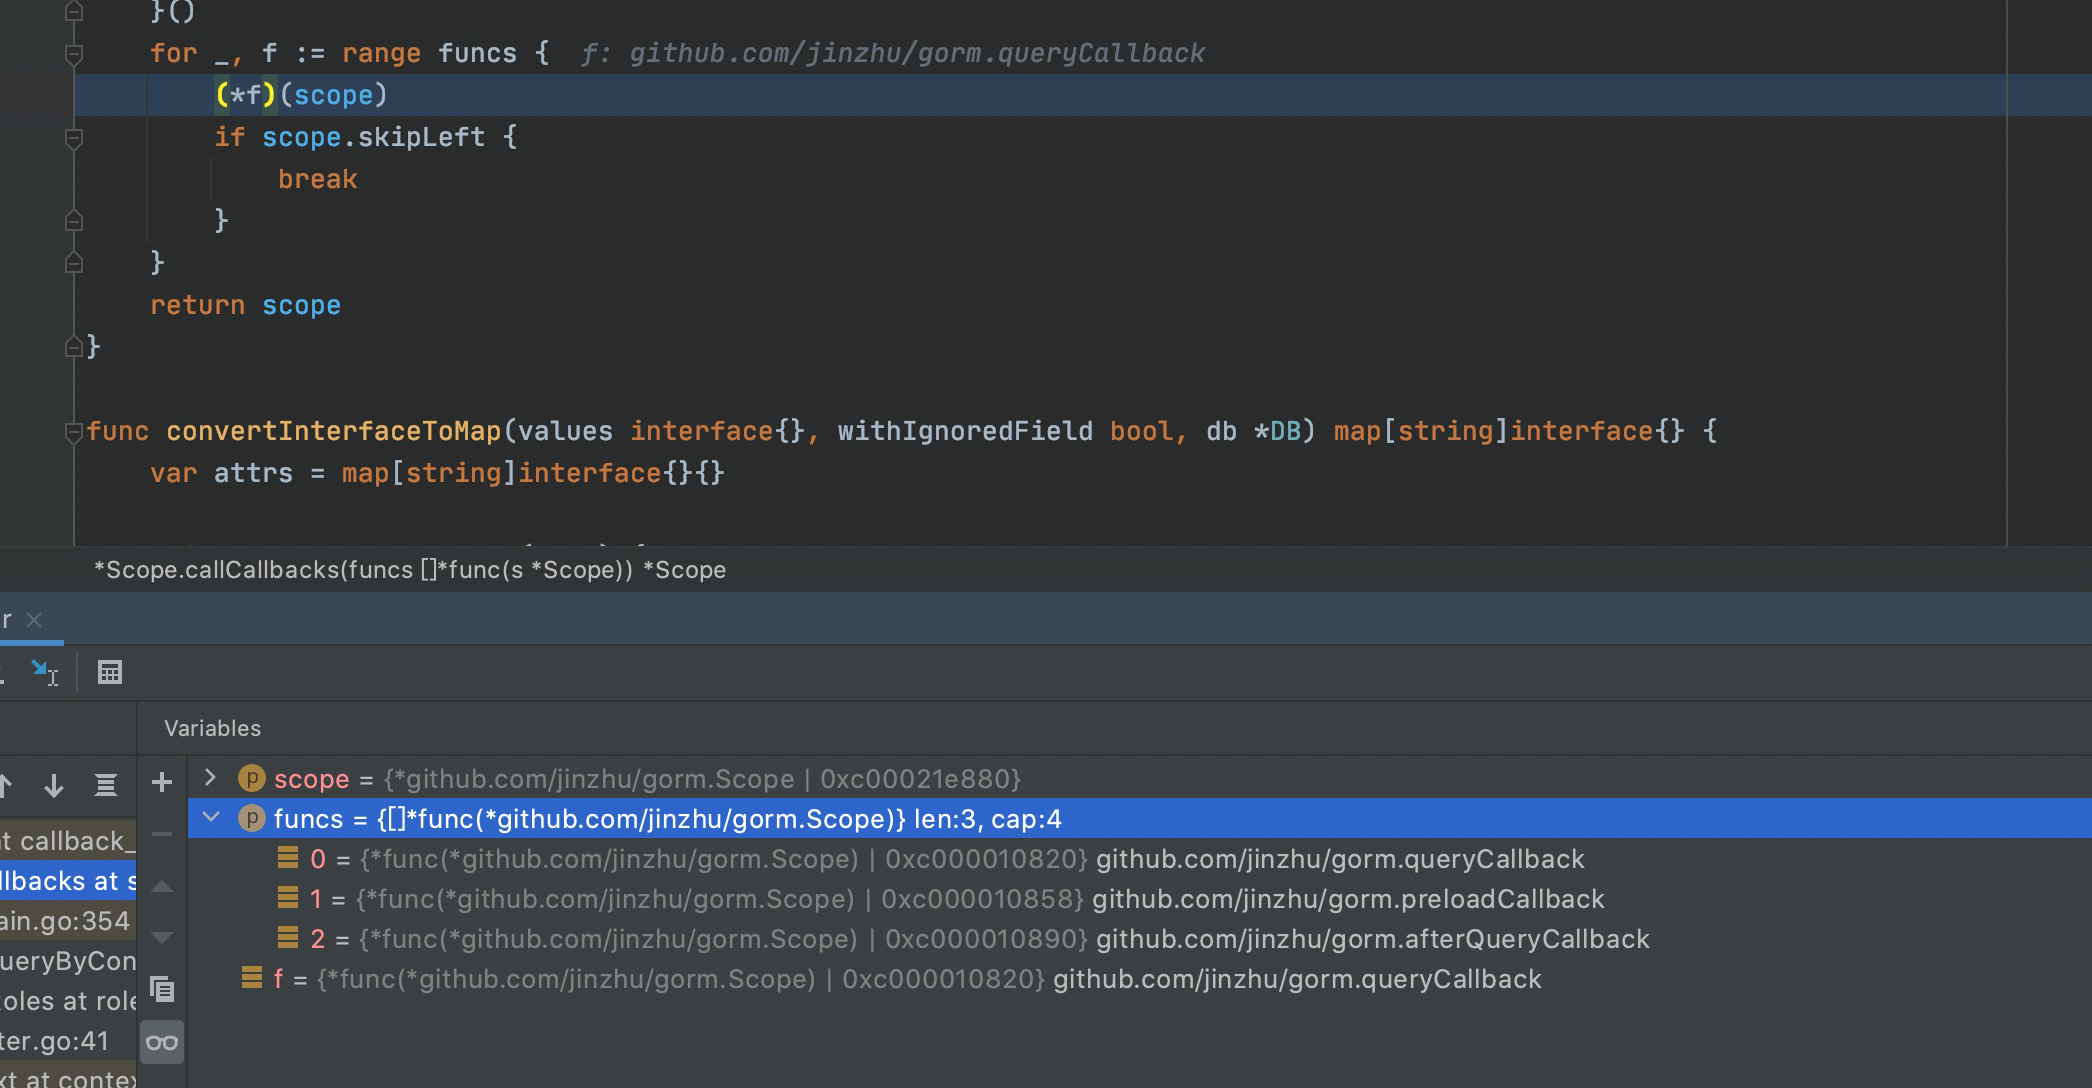 }()
for _, f := range funcs {  f: github.com/jinzhu/gorm.queryCallback
(*f)(scope)
if scope.skipLeft {
break
}
}
return scope
}
func convertInterfaceToMap(values interface{}, withIgnoredField bool, db *DB) map[string]interface{} {
var attrs = map[string]interface{}{}
*Scope.callCallbacks(funcs []*func(s *Scope)) *Scope
r
Variables
scope = {*github.com/jinzhu/gorm.Scope | 0xc00021e880}
funcs = {[]*func(*github.com/jinzhu/gorm.Scope)} len:3, cap:4
0 = {*func(*github.com/jinzhu/gorm.Scope) | 0xc000010820} github.com/jinzhu/gorm.queryCallback
1 = {*func(*github.com/jinzhu/gorm.Scope) | 0xc000010858} github.com/jinzhu/gorm.preloadCallback
2 = {*func(*github.com/jinzhu/gorm.Scope) | 0xc000010890} github.com/jinzhu/gorm.afterQueryCallback
f = {*func(*github.com/jinzhu/gorm.Scope) | 0xc000010820} github.com/jinzhu/gorm.queryCallback
t callback_
llbacks at s
ain.go:354
ueryByCon
oles at role
ter.go:41
xt at contex